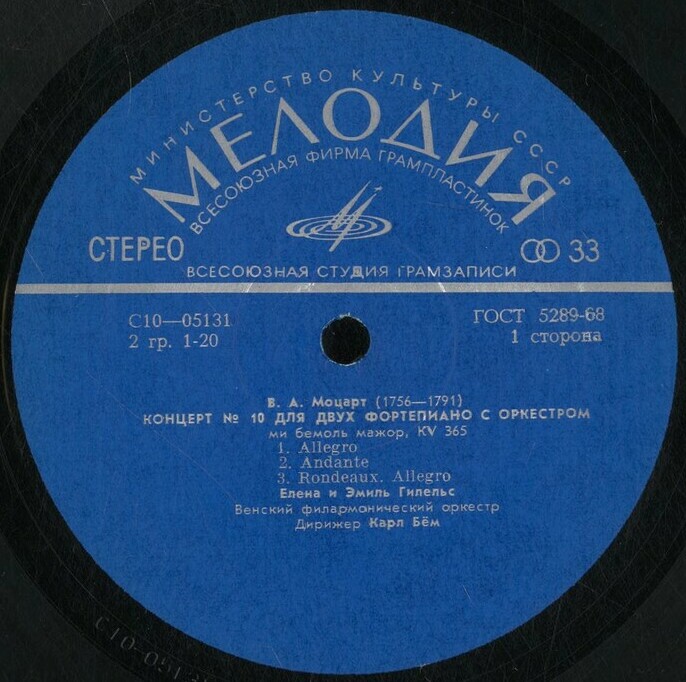 МИНИСТЕРСТВО КУЛЬТУРЫ СССР
МЕЛОДИЯ
ВСЕСОЮЗНАЯ ФИРМА ГРАМПЛАСТИНОК
СТЕРЕО
33
ВСЕСОЮЗНАЯ СТУДИЯ ГРАМЗАПИСИ
С10—05131
ГОСТ 5289-68
2 гр. 1-20
1 сторона
В. А. Моцарт (1756—1791)
КОНЦЕРТ № 10 ДЛЯ ДВУХ ФОРТЕПИАНО С ОРКЕСТРОМ
ми бемоль мажор, KV 365
1. Allegro
2. Andante
3. Rondeaux. Allegro
Елена и Эмиль Гилельс
Венский филармонический оркестр
Дирижер Карл Бём